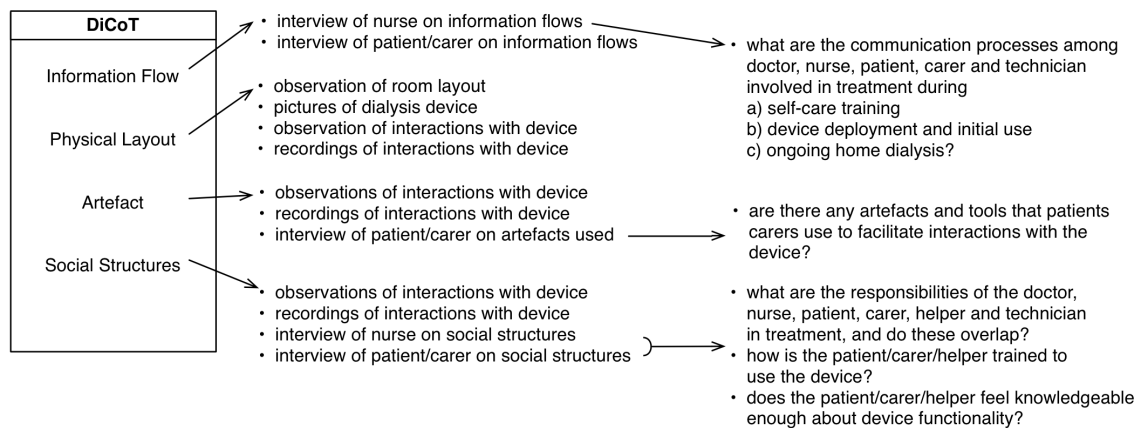 DiCoT
Information Flow
Physical Layout
Artefact
Social Structures
• interview of nurse on information flows
• interview of patient/carer on information flows
• observation of room layout
• pictures of dialysis device
• observation of interactions with device
• recordings of interactions with device
• observations of interactions with device
• recordings of interactions with device
• interview of patient/carer on artefacts used
• observations of interactions with device
• recordings of interactions with device
• interview of nurse on social structures
• interview of patient/carer on social structures
• what are the communication processes among
doctor, nurse, patient, carer and technician
involved in treatment during
a) self-care training
b) device deployment and initial use
c) ongoing home dialysis?
• are there any artefacts and tools that patients
carers use to facilitate interactions with the
device?
• what are the responsibilities of the doctor,
nurse, patient, carer, helper and technician
in treatment, and do these overlap?
• how is the patient/carer/helper trained to
use the device?
• does the patient/carer/helper feel knowledgeable
enough about device functionality?